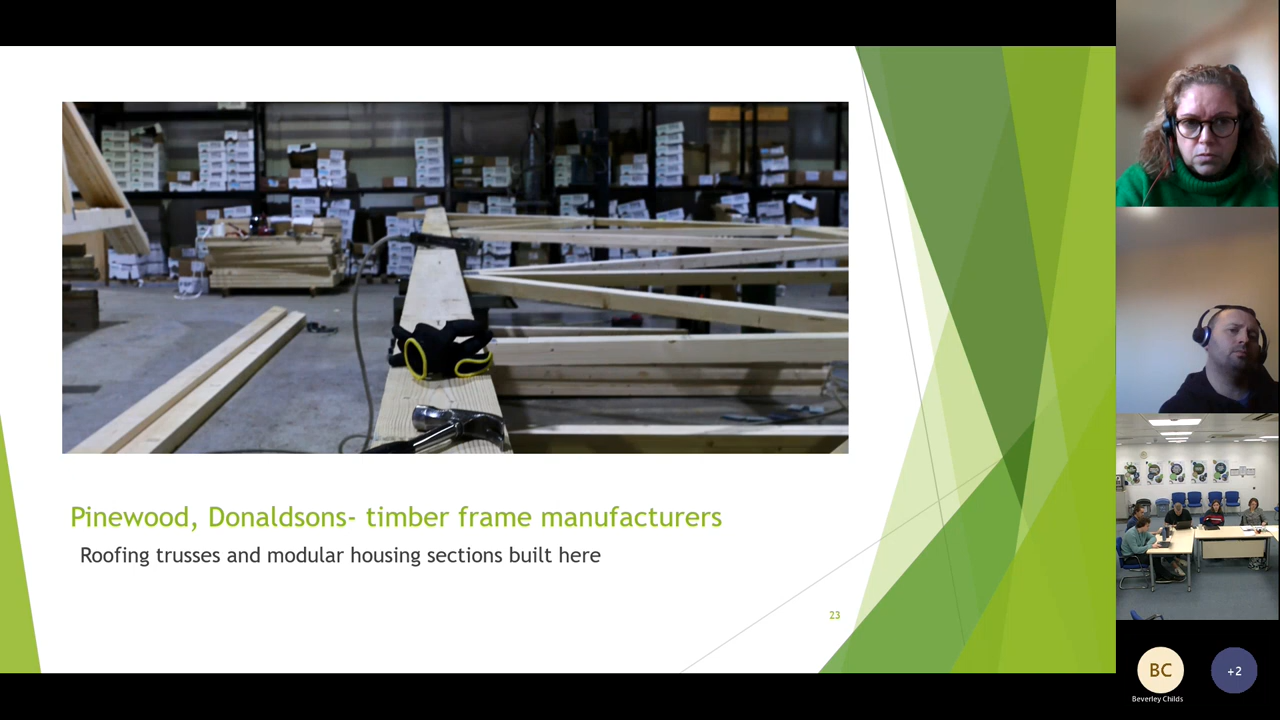 Pinewood, Donaldsons- timber frame manufacturers
Roofing trusses and modular housing sections built here
23
BC
+2
Beverley Childs